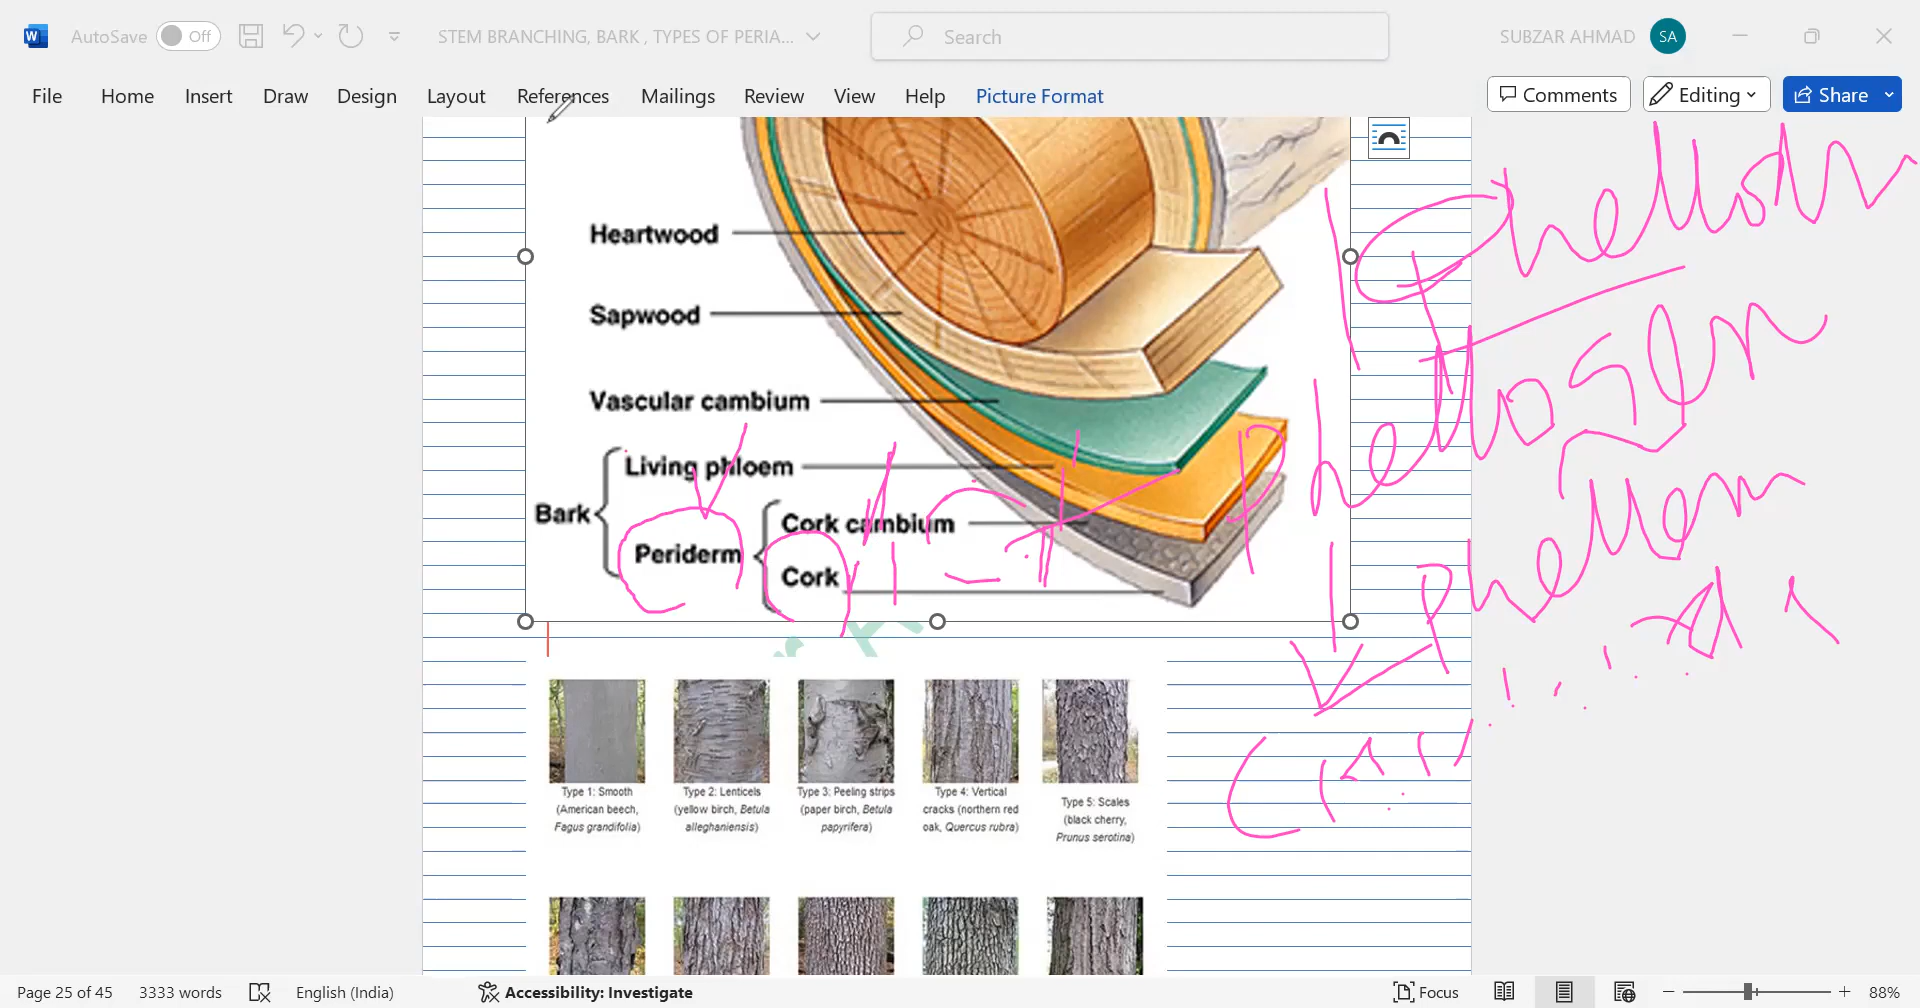 AutoSave Off STEM BRANCHING, BARK , TYPES OF PERIA... Search SUBZAR AHMAD SA
File Home Insert Draw Design Layout References Mailings Review View Help Picture Format Comments Editing Share
Heartwood
Sapwood
Vascular cambium
Living phloem
Bark
Cork cambium
Periderm
Cork
Phellem
Type 1: Smooth
(American beech,
Fagus grandifolia)
Type 2: Lenticels
(yellow birch, Betula
alleghaniensis)
Type 3: Peeling strips
(paper birch, Betula
papyrifera)
Type 4: Vertical
cracks (northern red
oak, Quercus rubra)
Type 5: Scales
(black cherry,
Prunus serotina)
Page 25 of 45 3333 words English (India) Accessibility: Investigate Focus 88%